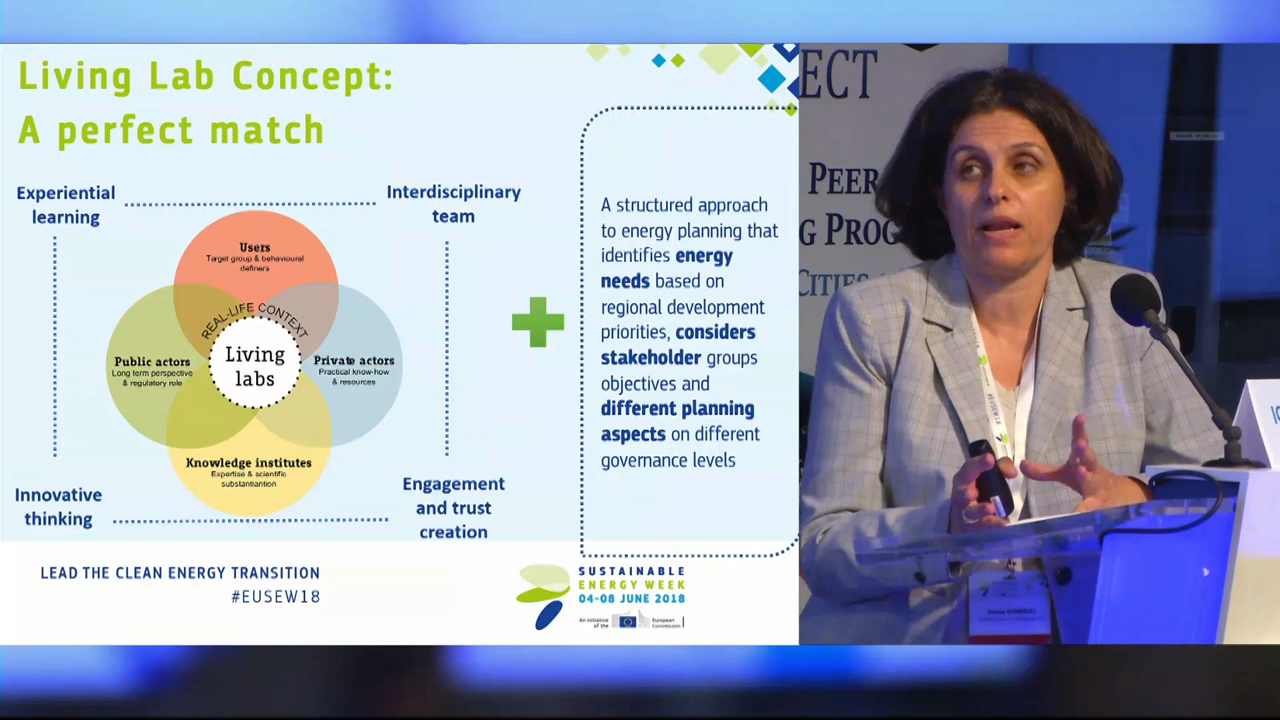 Living Lab Concept:
A perfect match
Experiential
learning
Interdisciplinary
team
Users
Target group & behavioural
definers
REAL-LIFE CONTEXT
Living
labs
Public actors
Long term perspective
& regulatory role
Private actors
Practical know-how
& resources
Knowledge institutes
Expertise & scientific
substantiantion
Innovative
thinking
Engagement
and trust
creation
A structured approach
to energy planning that
identifies energy
needs based on
regional development
priorities, considers
stakeholder groups
objectives and
different planning
aspects on different
governance levels
LEAD THE CLEAN ENERGY TRANSITION
#EUSEW18
SUSTAINABLE
ENERGY WEEK
04-08 JUNE 2018
An initiative
of the
European
Commission
ECT
PEER
G PROG
CITIES